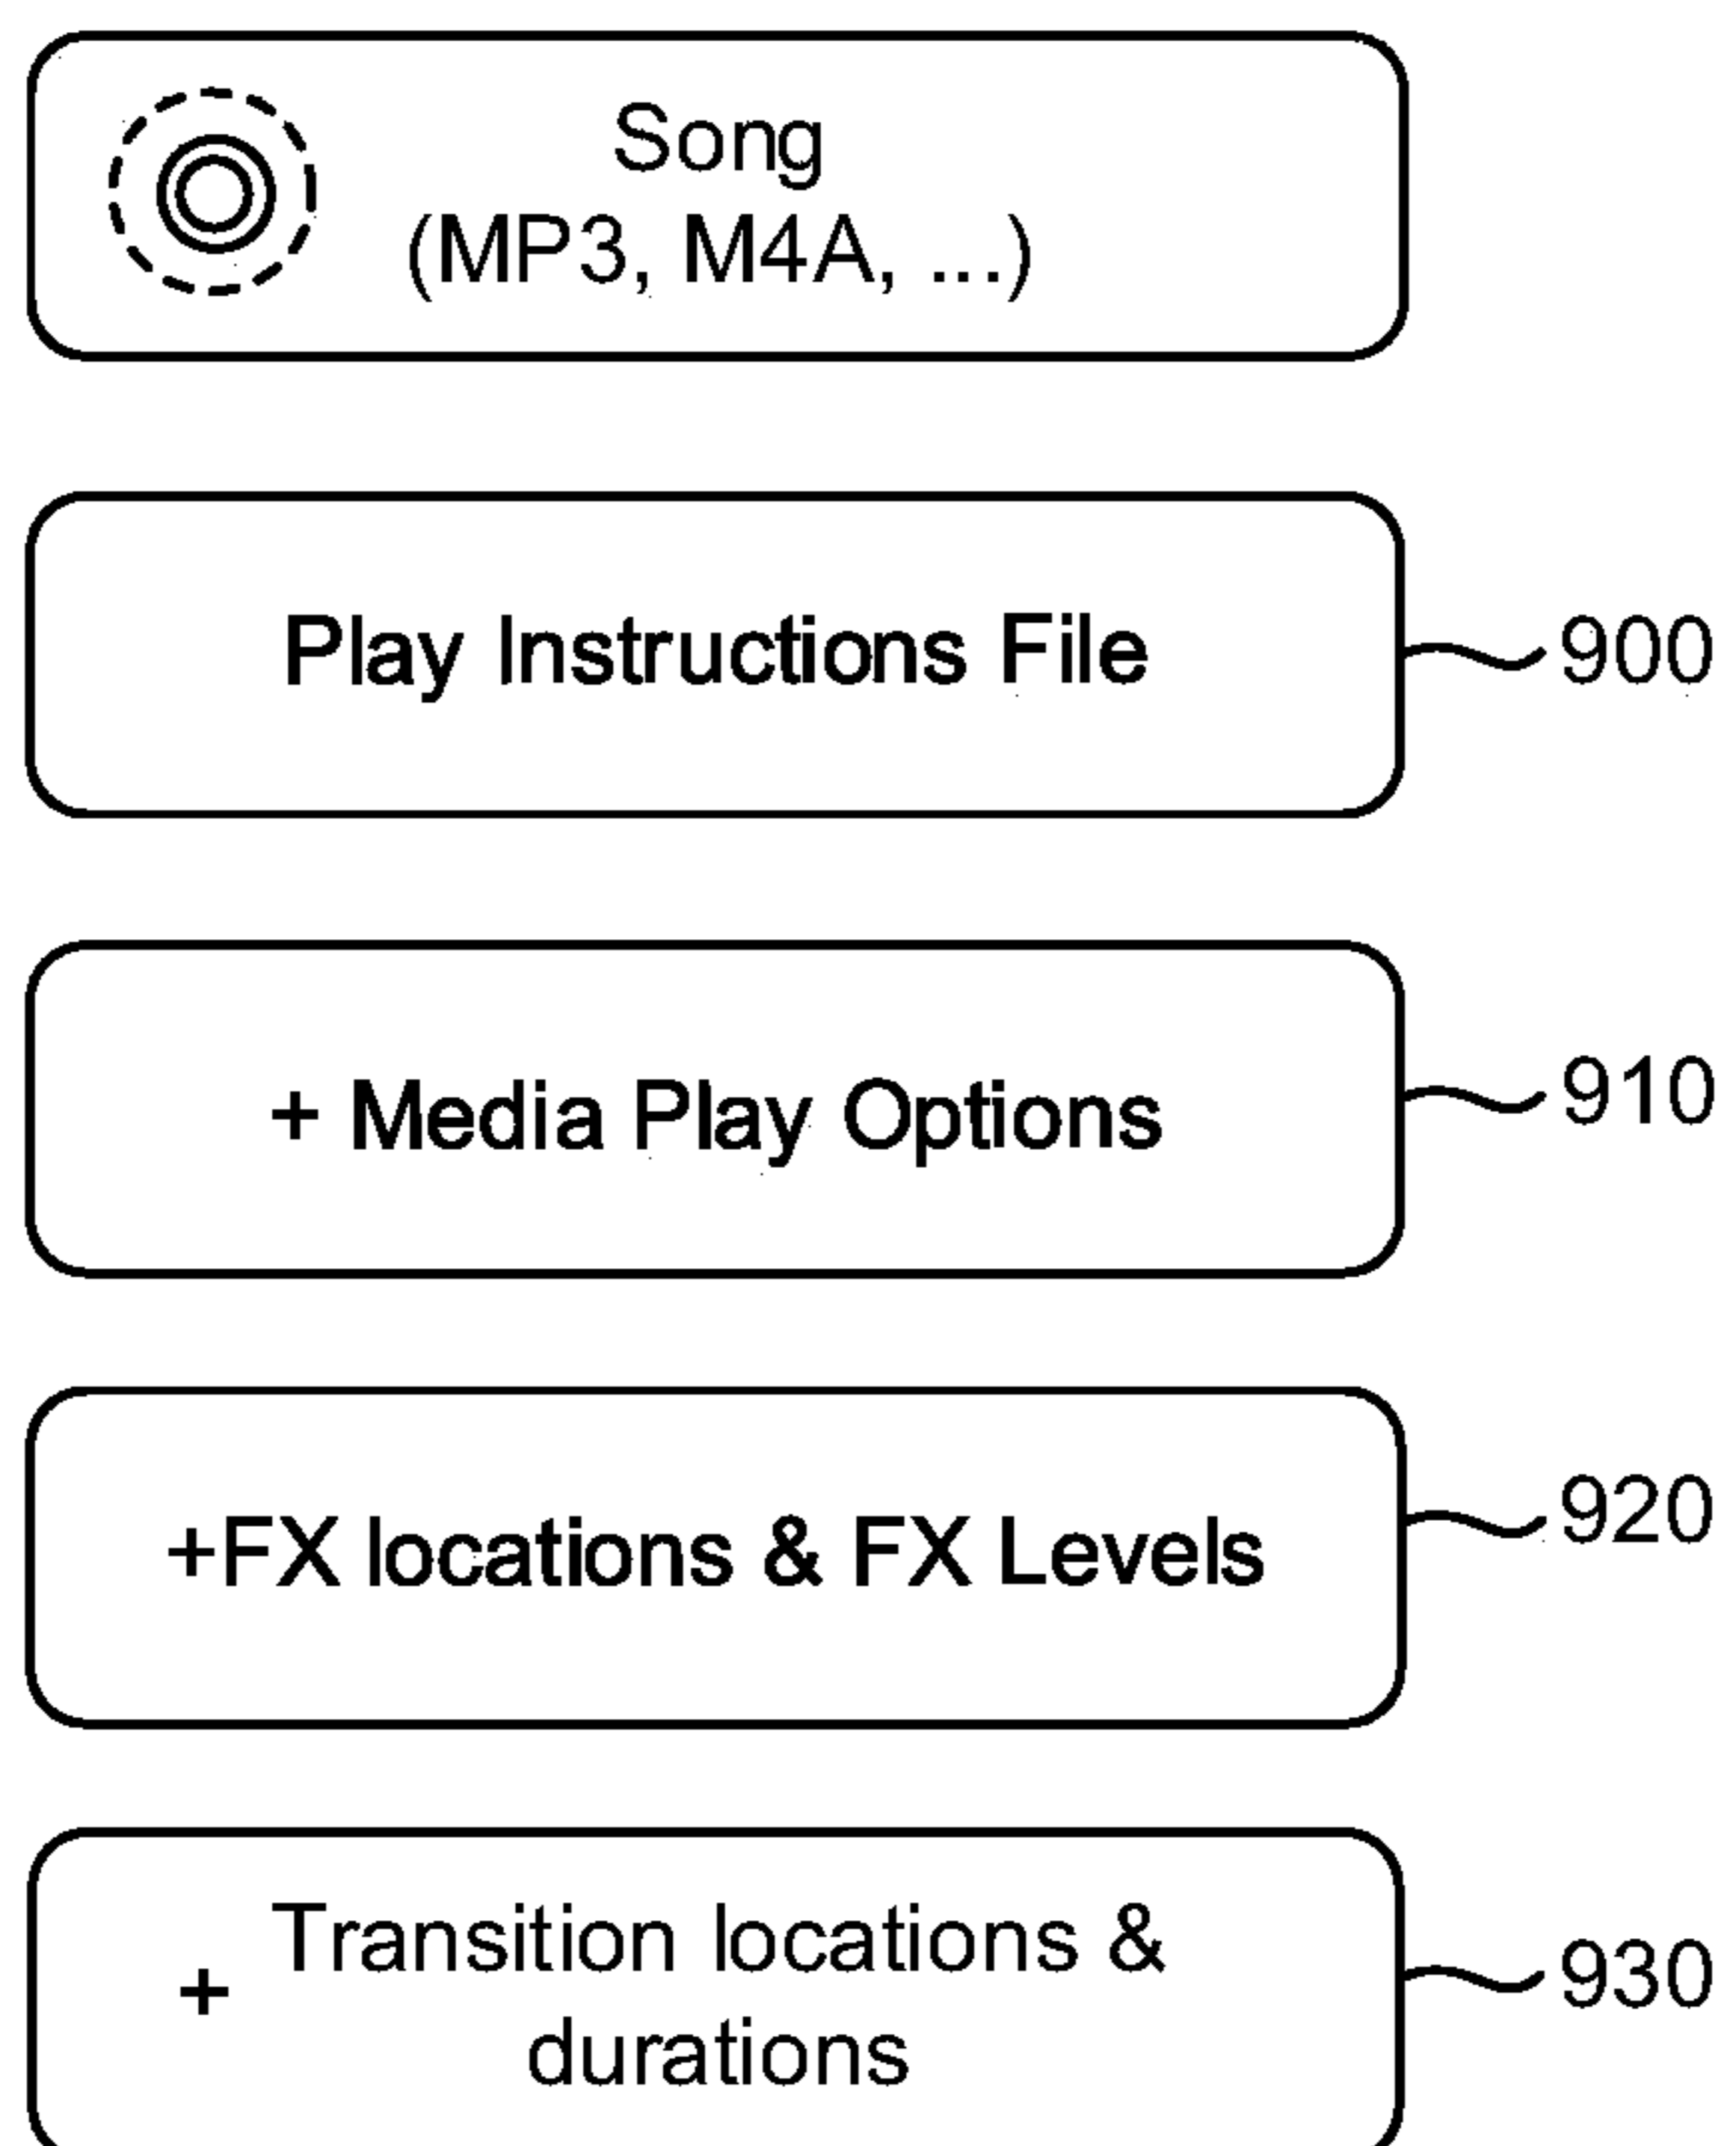 Song
(MP3, M4A, ...)
Play Instructions File
900
+ Media Play Options
910
+FX locations & FX Levels
920
+ Transition locations &
durations
930